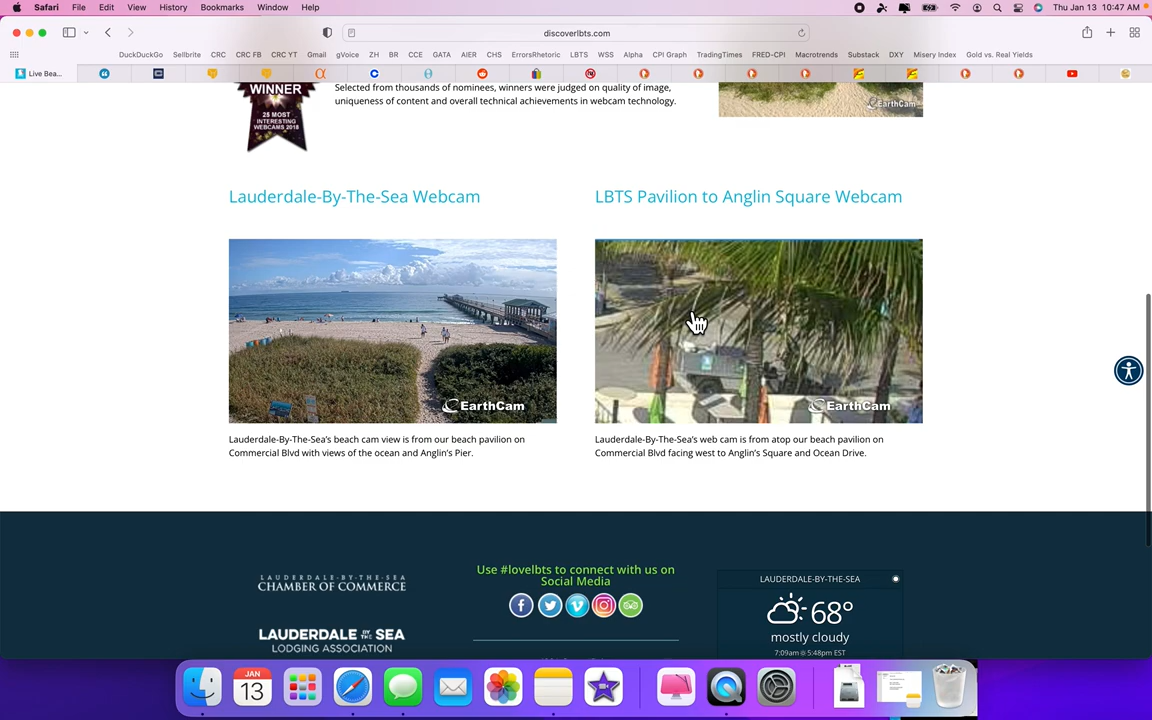 Safari File Edit View History Bookmarks Window Help
Thu Jan 13 10:47 AM
discoverlbts.com
DuckDuckGo Sellbrite CRC CRC FB CRC YT Gmail gVoice ZH BR CCE GATA AIER CHS ErrorsRhetoric LBTS WSS Alpha CPI Graph TradingTimes FRED-CPI Macrotrends Substack DXY Misery Index Gold vs. Real Yields
Live Bea...
WINNER
25 MOST
INTERESTING
WEBCAMS 2018
Selected from thousands of nominees, winners were judged on quality of image,
uniqueness of content and overall technical achievements in webcam technology.
EarthCam
Lauderdale-By-The-Sea Webcam
EarthCam
Lauderdale-By-The-Sea's beach cam view is from our beach pavilion on
Commercial Blvd with views of the ocean and Anglin's Pier.
LBTS Pavilion to Anglin Square Webcam
EarthCam
Lauderdale-By-The-Sea's web cam is from atop our beach pavilion on
Commercial Blvd facing west to Anglin's Square and Ocean Drive.
LAUDERDALE-BY-THE-SEA
CHAMBER OF COMMERCE
LAUDERDALE BY THE SEA
LODGING ASSOCIATION
Use #lovelbts to connect with us on
Social Media
LAUDERDALE-BY-THE-SEA
68°
mostly cloudy
7:09am 5:48pm EST
JAN
13